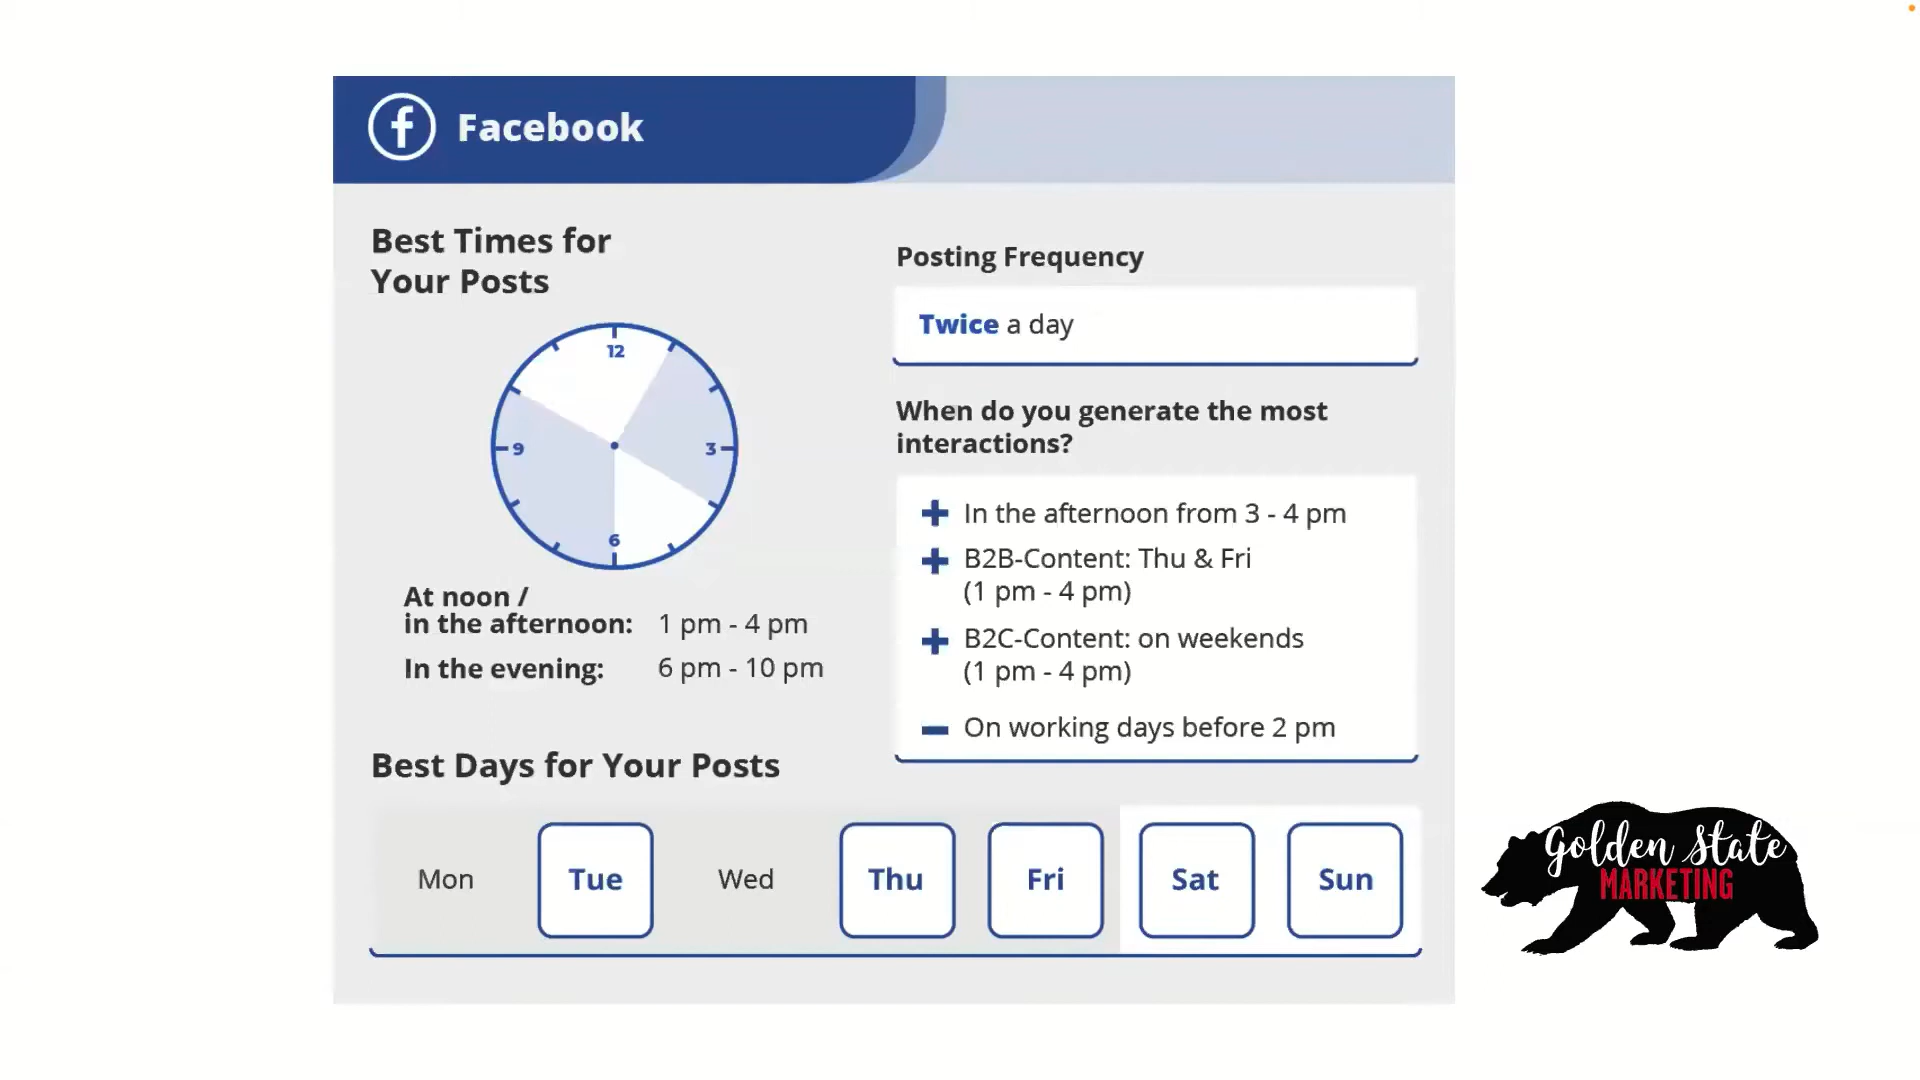 Facebook
Best Times for
Your Posts
12
3
6
9
At noon /
in the afternoon: 1 pm - 4 pm
In the evening: 6 pm - 10 pm
Posting Frequency
Twice a day
When do you generate the most
interactions?
In the afternoon from 3 - 4 pm
B2B-Content: Thu & Fri
(1 pm - 4 pm)
B2C-Content: on weekends
(1 pm - 4 pm)
On working days before 2 pm
Best Days for Your Posts
Mon Tue Wed Thu Fri Sat Sun
Golden State
MARKETING